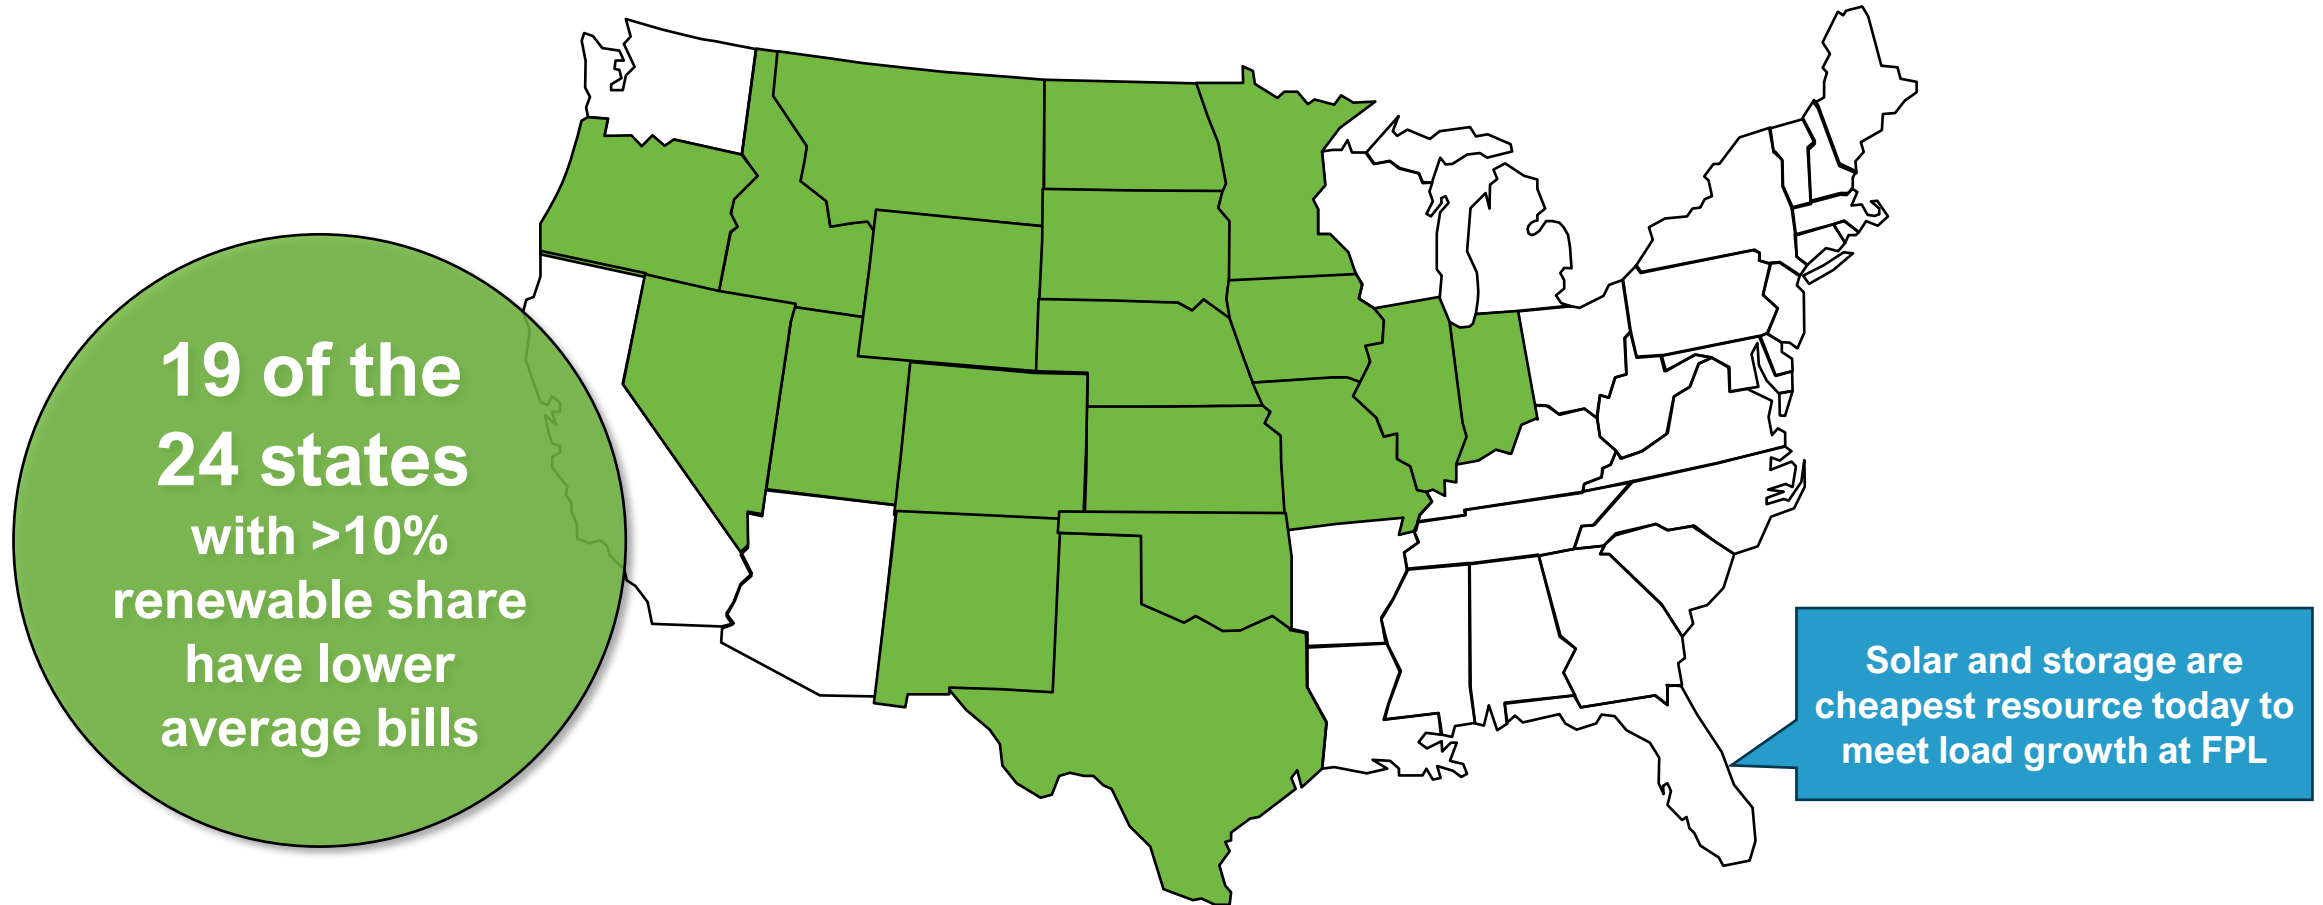 19 of the
24 states
with >10%
renewable share
have lower
average bills
Solar and storage are
cheapest resource today to
meet load growth at FPL